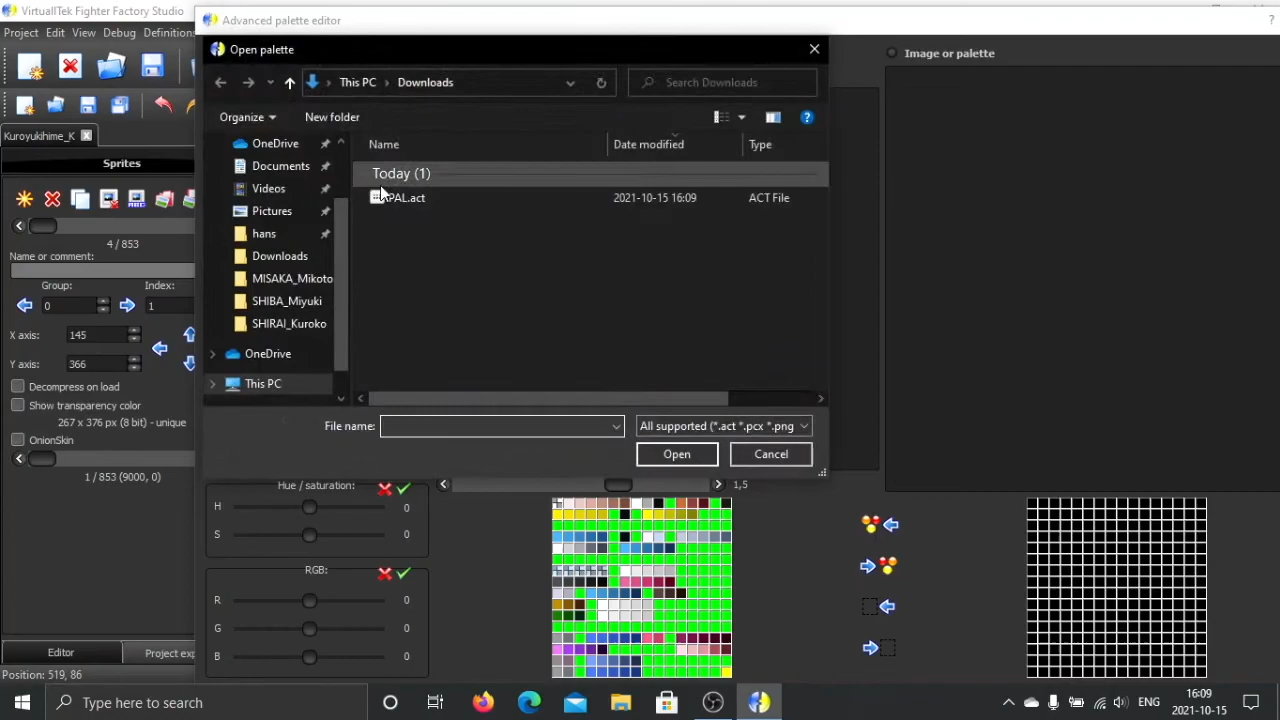 VirtuallTek Fighter Factory Studio
Advanced palette editor
?
Project Edit View Debug Definitions
Open palette
Image or palette
This PC Downloads
Search Downloads
Organize New folder
Name Date modified Type
Today (1)
PAL.act 2021-10-15 16:09 ACT File
OneDrive
Documents
Videos
Pictures
hans
Downloads
MISAKA_Mikoto
SHIBA_Miyuki
SHIRAI_Kuroko
OneDrive
This PC
Kuroyukihime_K
Sprites
4 / 853
Name or comment:
Group: Index:
0 1
X axis: 145
Y axis: 366
Decompress on load
Show transparency color
267 x 376 px (8 bit) - unique
OnionSkin
1 / 853 (9000, 0)
File name: All supported (*.act *.pcx *.png
Open Cancel
Hue / saturation:
H 0
S 0
1,5
RGB:
R 0
G 0
B 0
Editor Project exp
Position: 519, 86
Type here to search
ENG
16:09
2021-10-15